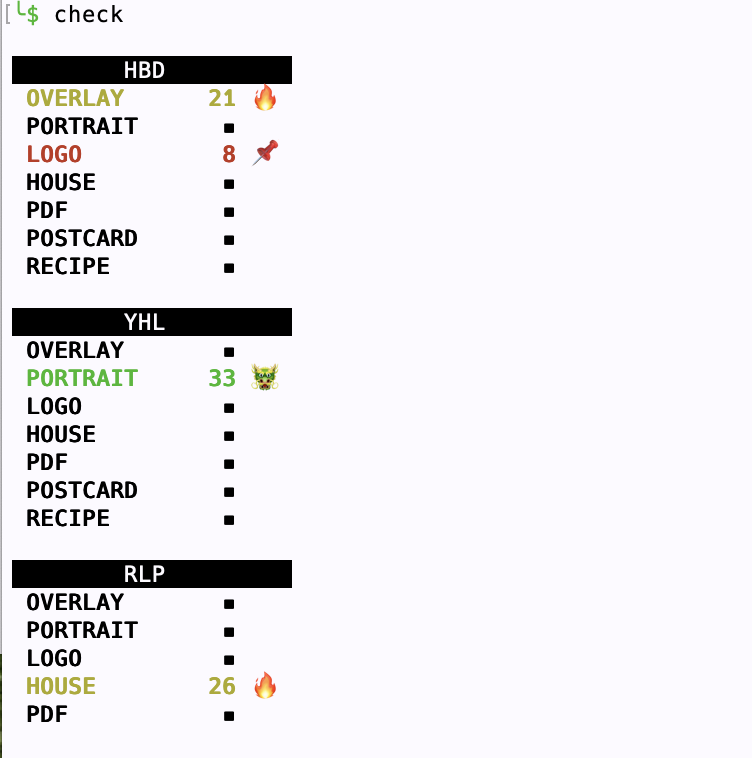 [╰$ check
HBD
OVERLAY 21 🔥
PORTRAIT ▪
LOGO 8 📌
HOUSE ▪
PDF ▪
POSTCARD ▪
RECIPE ▪
YHL
OVERLAY ▪
PORTRAIT 33 🐲
LOGO ▪
HOUSE ▪
PDF ▪
POSTCARD ▪
RECIPE ▪
RLP
OVERLAY ▪
PORTRAIT ▪
LOGO ▪
HOUSE 26 🔥
PDF ▪